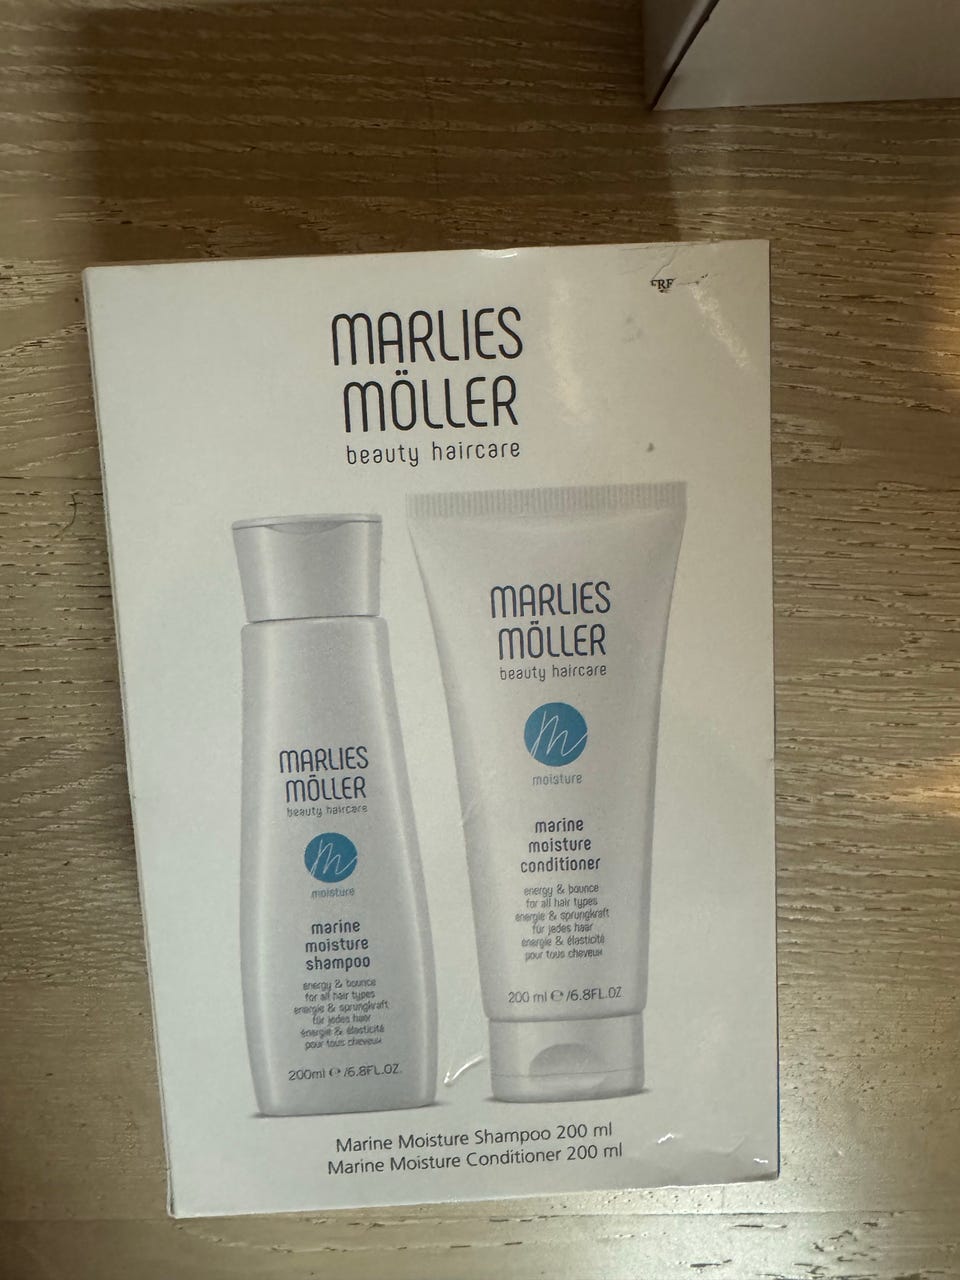 MARLIES
MÖLLER
beauty haircare
MARLIES
MÖLLER
beauty haircare
moisture
marine
moisture
shampoo
energy & bounce
for all hair types
energie & sprungkraft
für jedes haar
énergie & élasticité
pour tous cheveux
200ml ℮ /6.8FL.OZ.
MARLIES
MÖLLER
beauty haircare
m
moisture
marine
moisture
conditioner
energy & bounce
for all hair types
energie & sprungkraft
für jedes haar
énergie & élasticité
pour tous cheveux
200 ml ℮ /6.8FL.OZ
Marine Moisture Shampoo 200 ml
Marine Moisture Conditioner 200 ml